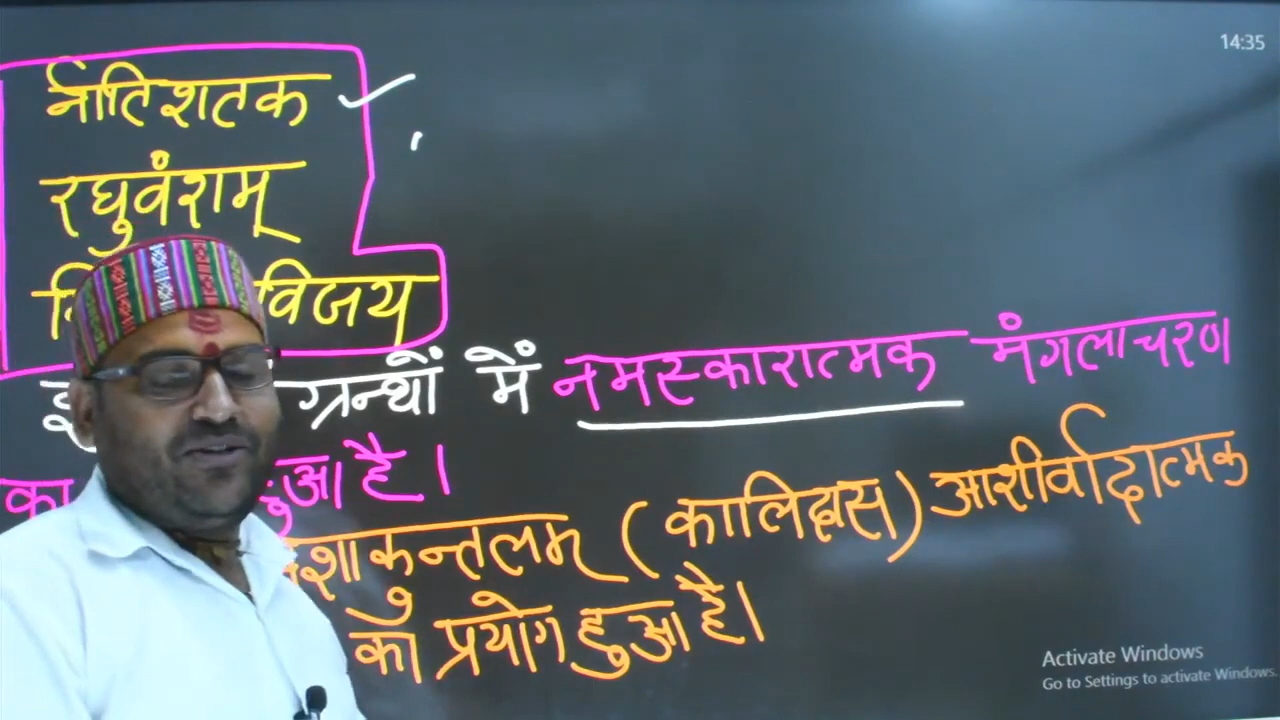 14:35
नीतिशतक
रघुवंशम्
विजय
ग्रन्थों में नमस्कारात्मक मंगलाचरण
का हुआ है।
शाकुन्तलम् (कालिदास) आशीर्वादात्मक
का प्रयोग हुआ है।
Activate Windows
Go to Settings to activate Windows.